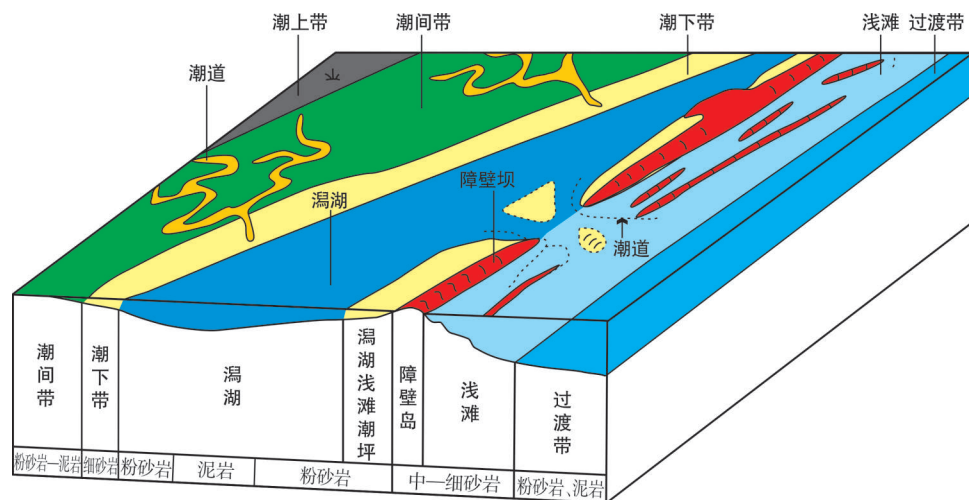 潮上带
潮间带
潮下带
浅滩
过渡带
潮道
障壁坝
潟湖
潮道
潮间带
潮下带
潟湖
潟湖浅滩潮坪
障壁岛
浅滩
过渡带
粉砂岩—泥岩
细砂岩
粉砂岩
泥岩
粉砂岩
中—细砂岩
粉砂岩、泥岩